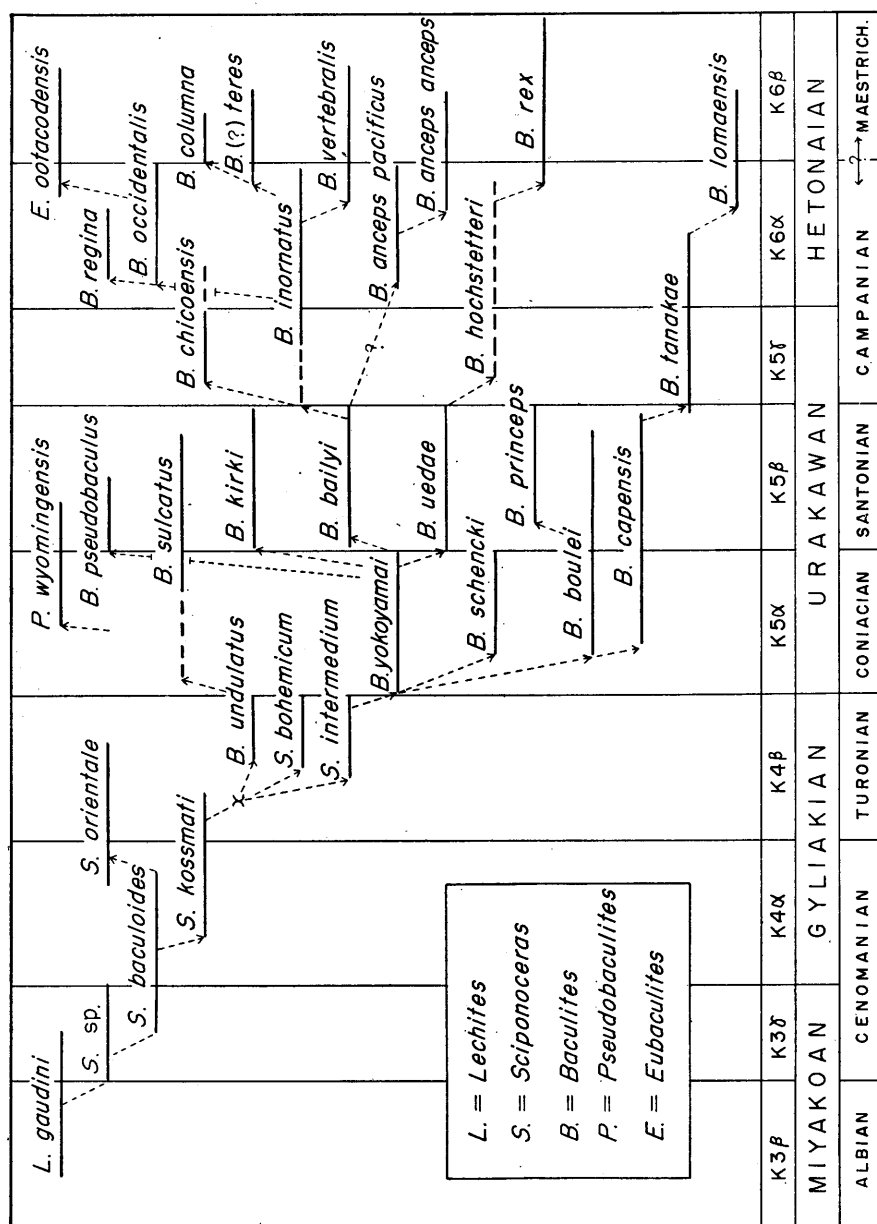 L. gaudini
S. sp.
S. baculoides
S. orientale
S. kossmati
B. undulatus
S. bohemicum
S. intermedium
P. wyomingensis
B. pseudobaculus
B. sulcatus
B. kirki
B. bailyi
B. yokoyamai
B. uedae
B. schencki
B. princeps
B. boulei
B. capensis
E. ootacodensis
B. regina
B. occidentalis
B. chicoensis
B. columna
B. (?) teres
B. inornatus
B. vertebralis
?
B. anceps pacificus
B. anceps anceps
B. hochstetteri
B. rex
B. tanakae
B. lomaensis
L. = Lechites
S. = Sciponoceras
B. = Baculites
P. = Pseudobaculites
E. = Eubaculites
K3β K3γ K4α K4β K5α K5β K5γ K6α K6β
MIYAKOAN GYLIAKIAN URAKAWAN HETONAIAN
ALBIAN CENOMANIAN TURONIAN CONIACIAN SANTONIAN CAMPANIAN ←?→ MAESTRICH.